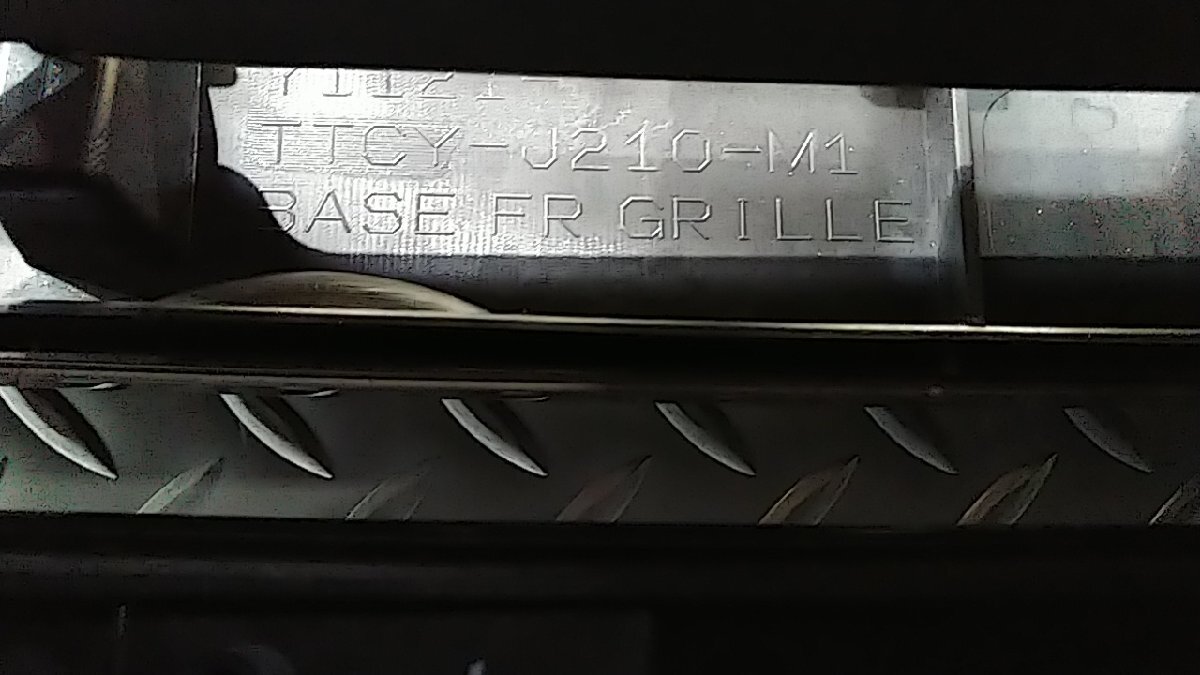 TTCY-J210-M1
BASE FR GRILLE